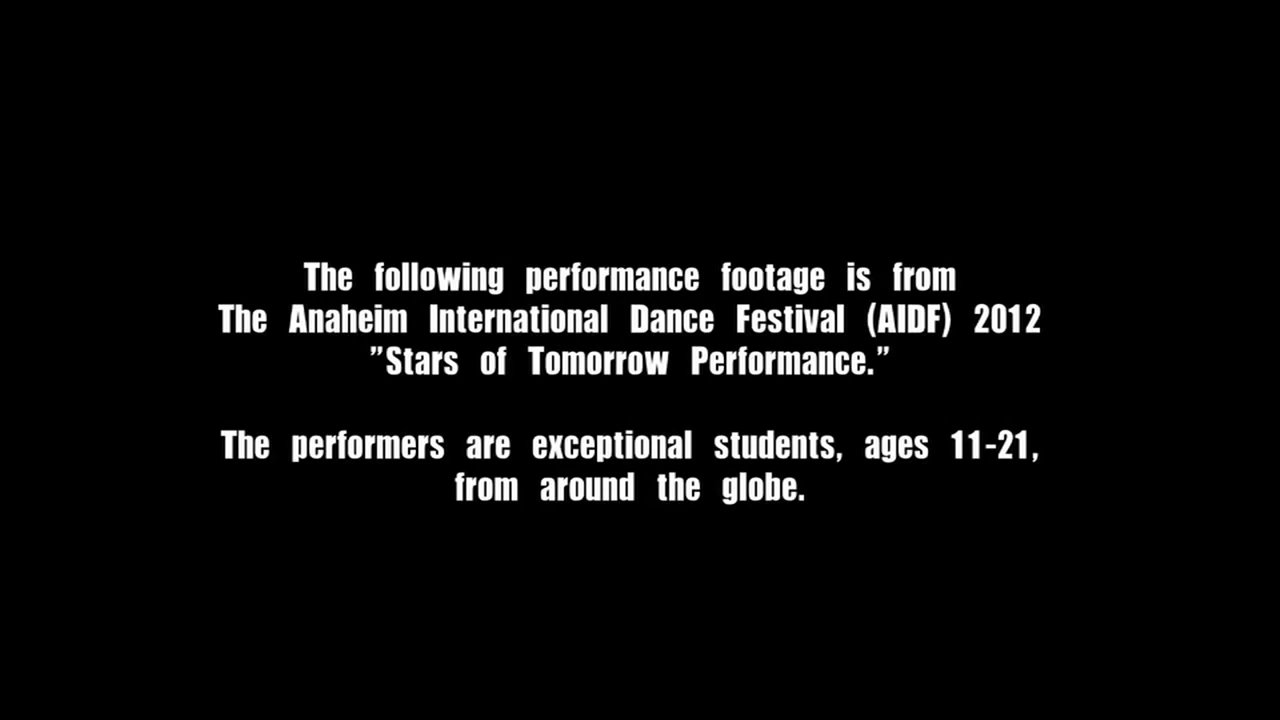 The following performance footage is from
The Anaheim International Dance Festival (AIDF) 2012
”Stars of Tomorrow Performance.”
The performers are exceptional students, ages 11-21,
from around the globe.